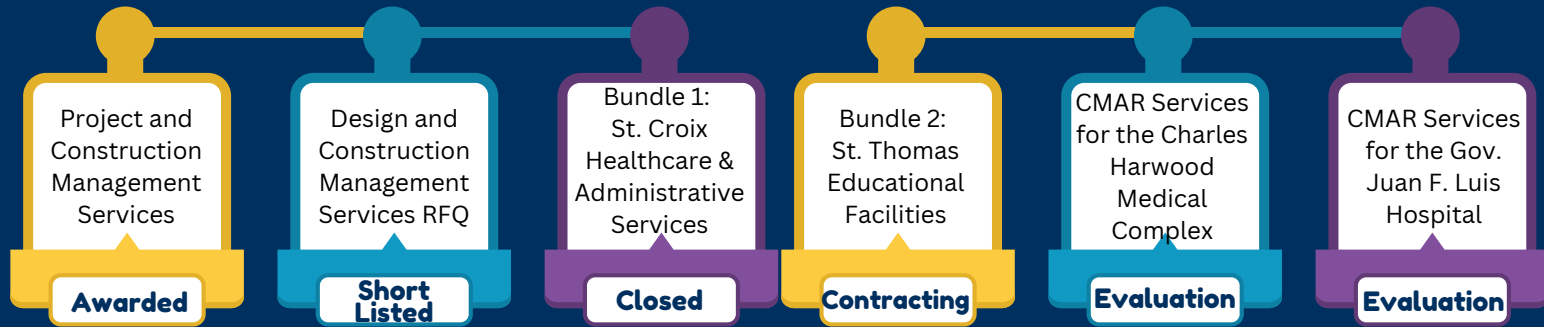 Project and
Construction
Management
Services
Awarded
Design and
Construction
Management
Services RFQ
Short
Listed
Bundle 1:
St. Croix
Healthcare &
Administrative
Services
Closed
Bundle 2:
St. Thomas
Educational
Facilities
Contracting
CMAR Services
for the Charles
Harwood
Medical
Complex
Evaluation
CMAR Services
for the Gov.
Juan F. Luis
Hospital
Evaluation